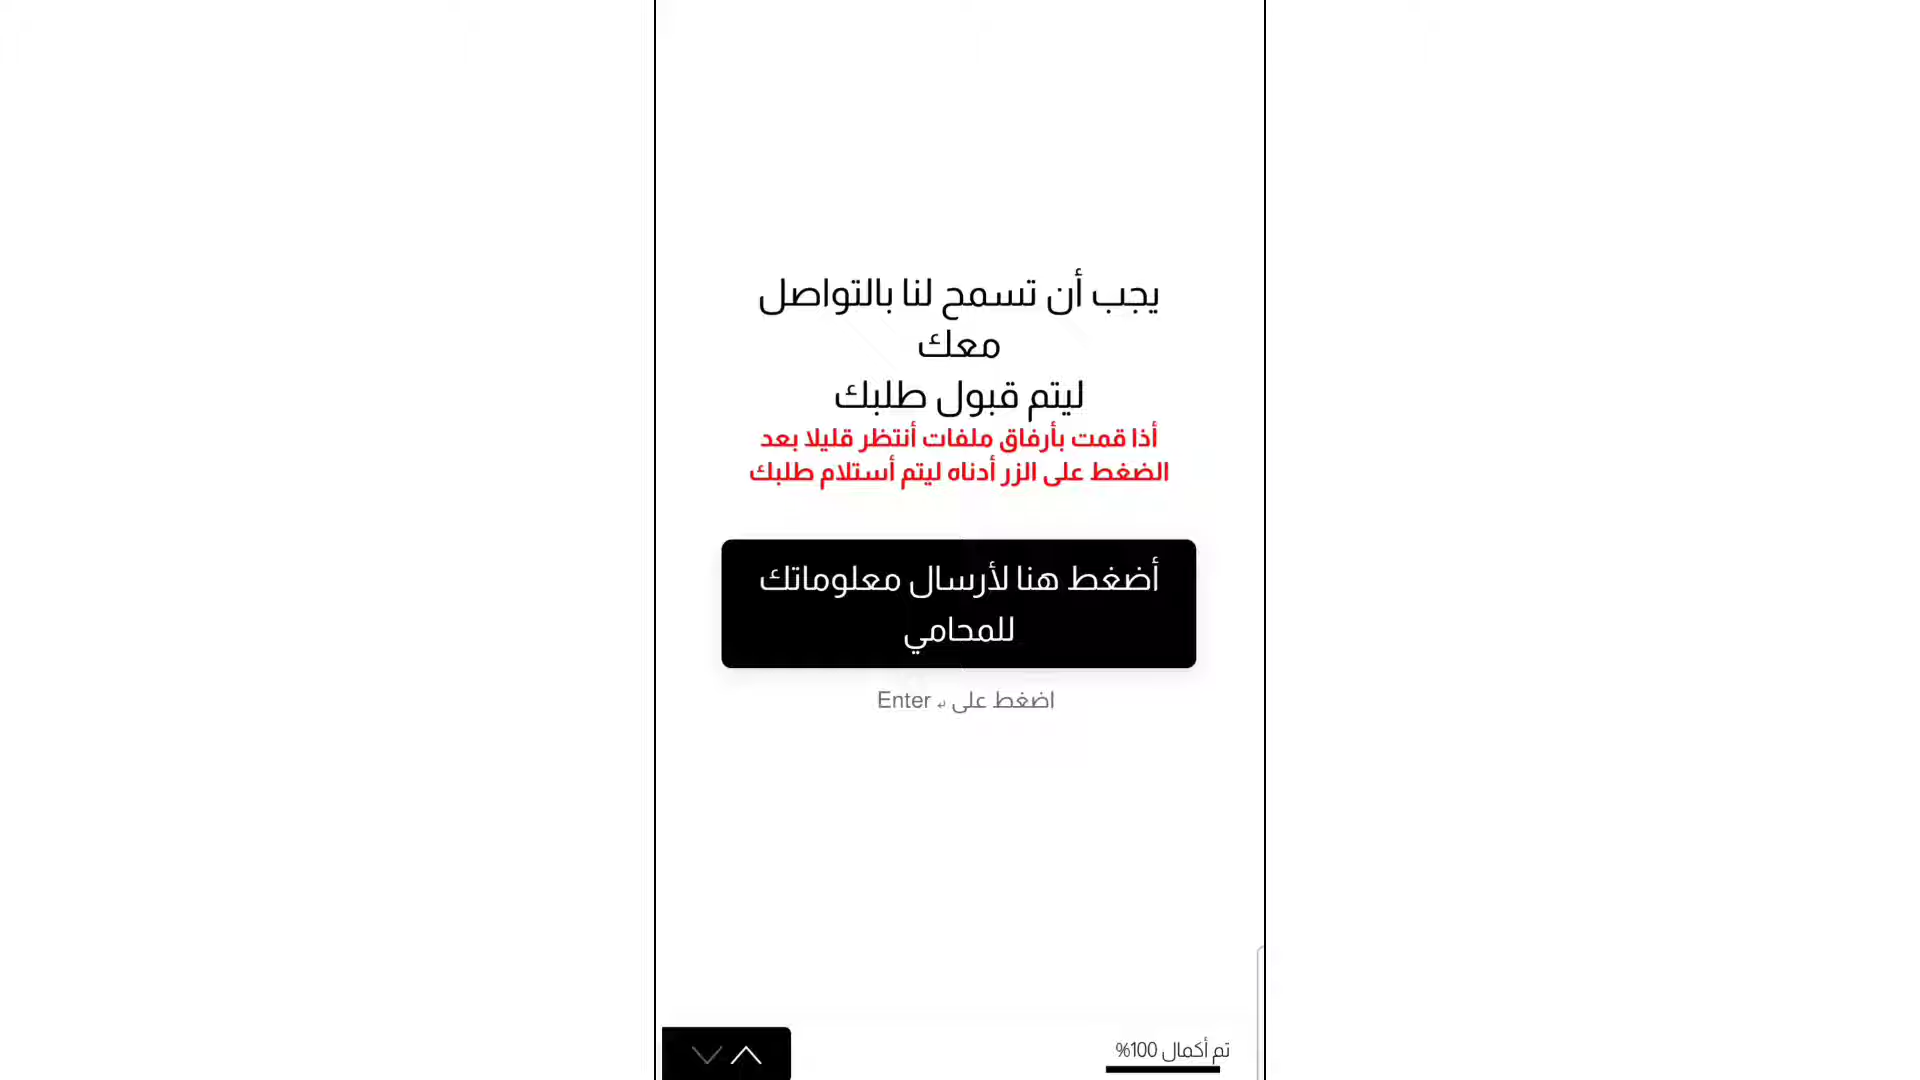 يجب أن تسمح لنا بالتواصل
معك
ليتم قبول طلبك
أذا قمت بأرفاق ملفات أنتظر قليلا بعد
الضغط على الزر أدناه ليتم أستلام طلبك
أضغط هنا لأرسال معلوماتك
للمحامي
اضغط على ↵ Enter
تم أكمال 100%